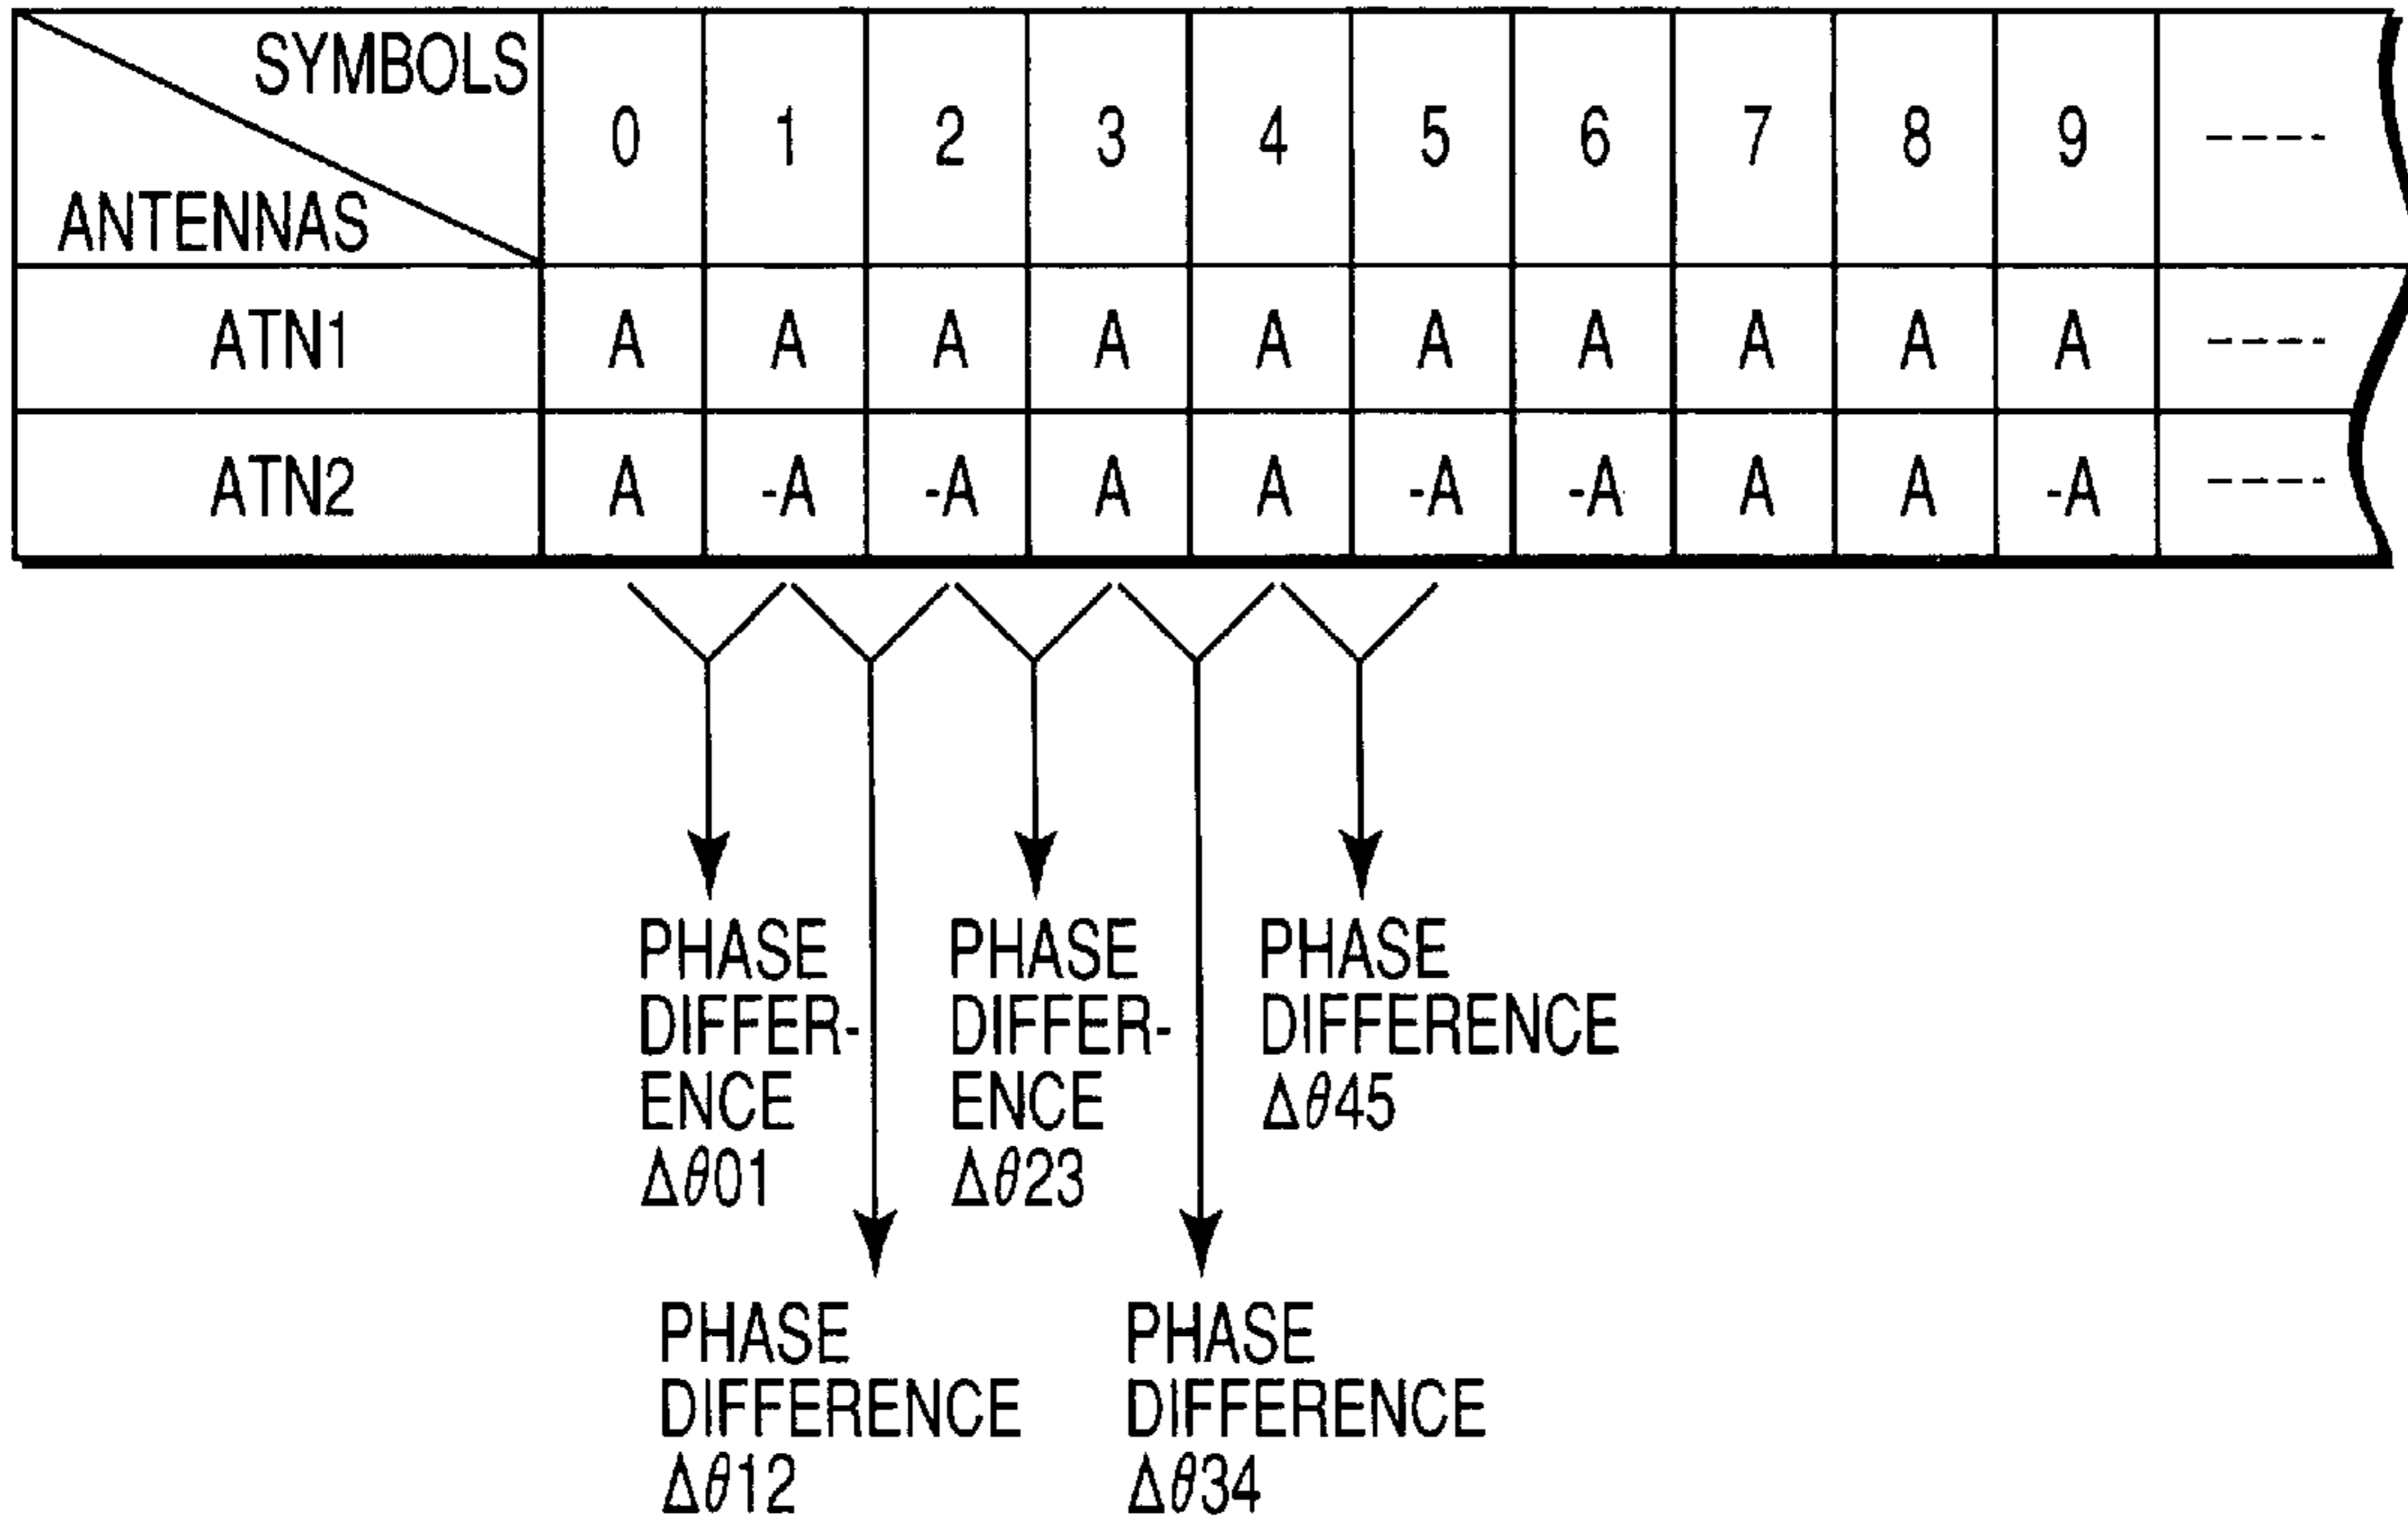 SYMBOLS
ANTENNAS
0 1 2 3 4 5 6 7 8 9 ----
ATN1 A A A A A A A A A A ----
ATN2 A -A -A A A -A -A A A -A ----
PHASE
DIFFER-
ENCE
Δθ01
PHASE
DIFFER-
ENCE
Δθ23
PHASE
DIFFERENCE
Δθ45
PHASE
DIFFERENCE
Δθ12
PHASE
DIFFERENCE
Δθ34